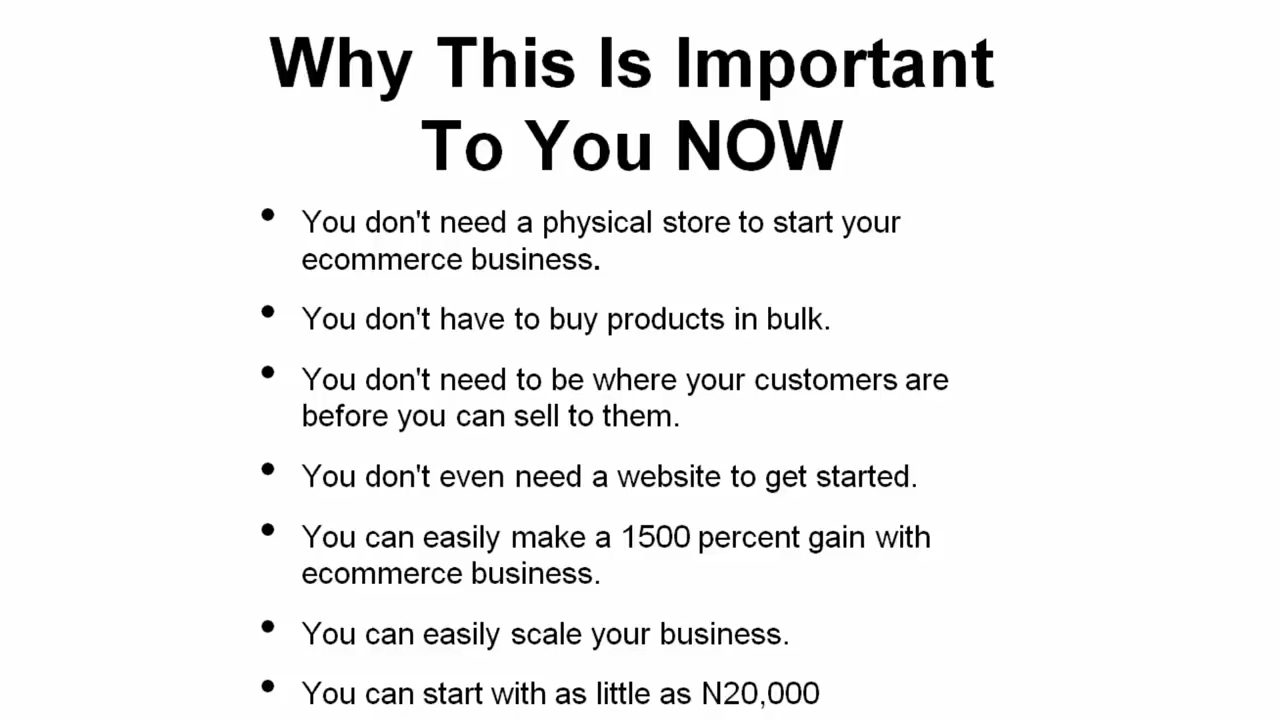 Why This Is Important
To You NOW
• You don't need a physical store to start your
ecommerce business.
• You don't have to buy products in bulk.
• You don't need to be where your customers are
before you can sell to them.
• You don't even need a website to get started.
• You can easily make a 1500 percent gain with
ecommerce business.
• You can easily scale your business.
• You can start with as little as N20,000